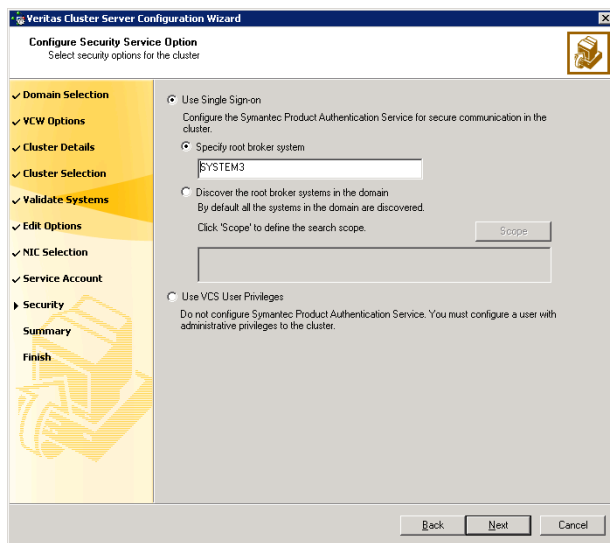 Veritas Cluster Server Configuration Wizard
Configure Security Service Option
Select security options for the cluster
Domain Selection
VCW Options
Cluster Details
Cluster Selection
Validate Systems
Edit Options
NIC Selection
Service Account
Security
Summary
Finish
Use Single Sign-on
Configure the Symantec Product Authentication Service for secure communication in the
cluster.
Specify root broker system
SYSTEM3
Discover the root broker systems in the domain
By default all the systems in the domain are discovered.
Click 'Scope' to define the search scope.
Scope
Use VCS User Privileges
Do not configure Symantec Product Authentication Service. You must configure a user with
administrative privileges to the cluster.
Back
Next
Cancel